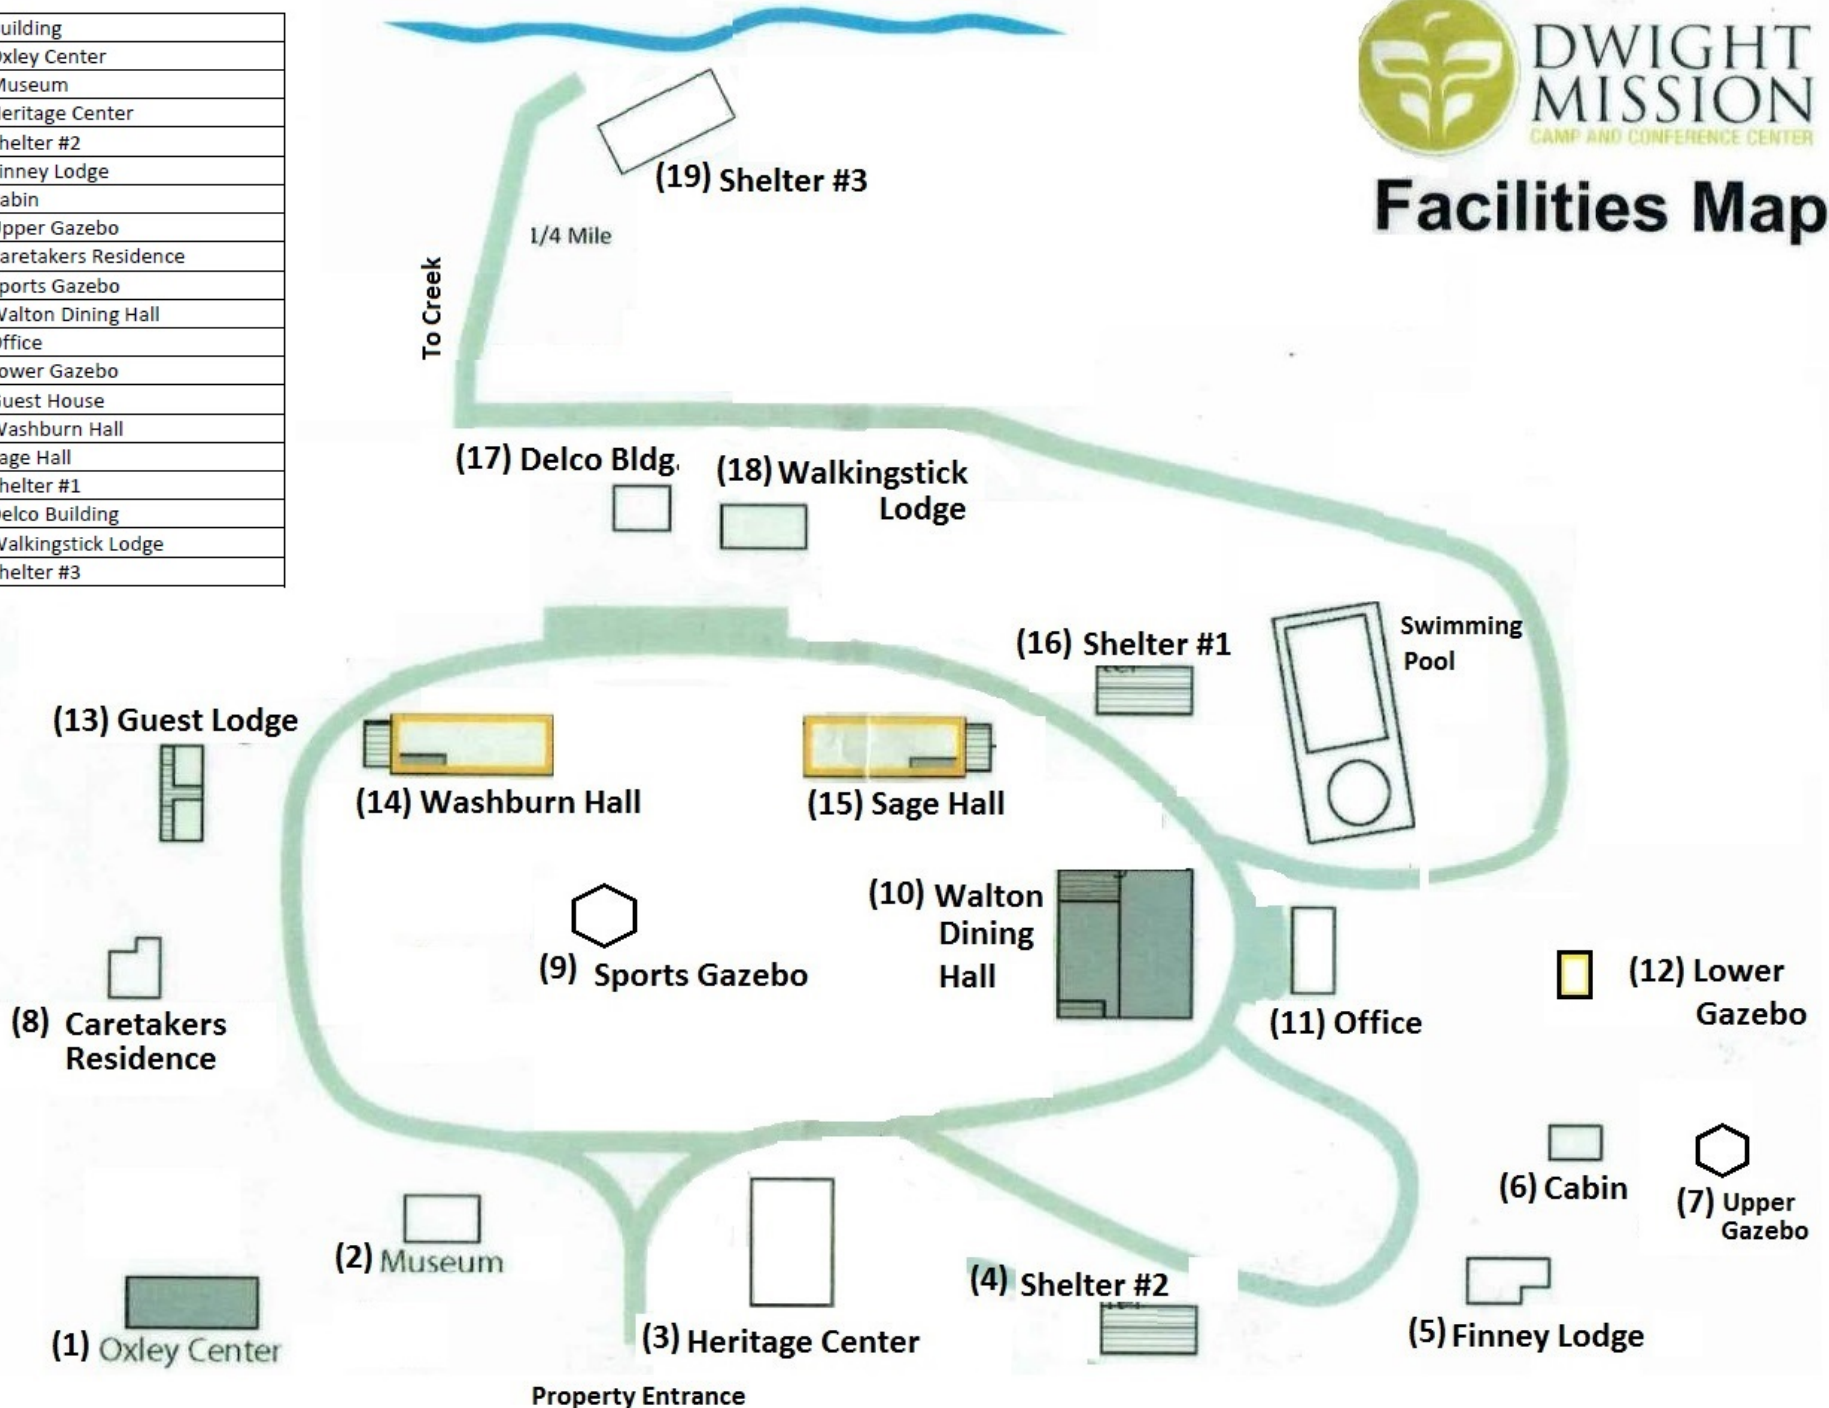 uilding
xley Center
Museum
eritage Center
helter #2
inney Lodge
abin
pper Gazebo
aretakers Residence
ports Gazebo
Walton Dining Hall
ffice
ower Gazebo
uest House
Washburn Hall
age Hall
helter #1
elco Building
Walkingstick Lodge
helter #3
DWIGHT
MISSION
CAMP AND CONFERENCE CENTER
Facilities Map
(19) Shelter #3
1/4 Mile
To Creek
(17) Delco Bldg.
(18) Walkingstick
Lodge
(16) Shelter #1
Swimming
Pool
(13) Guest Lodge
(14) Washburn Hall
(15) Sage Hall
(10) Walton
Dining
Hall
(9) Sports Gazebo
(12) Lower
Gazebo
(11) Office
(8) Caretakers
Residence
(6) Cabin
(7) Upper
Gazebo
(2) Museum
(4) Shelter #2
(1) Oxley Center
(3) Heritage Center
(5) Finney Lodge
Property Entrance